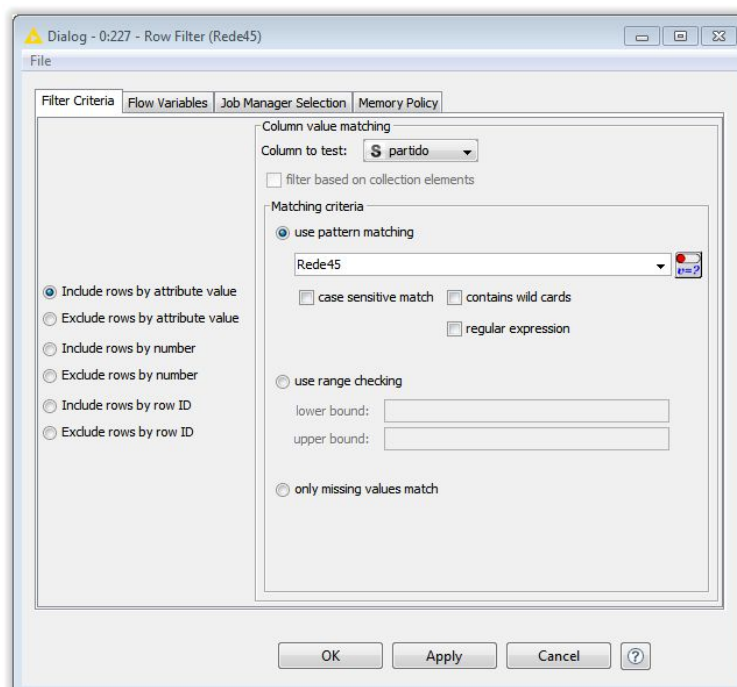 Dialog - 0:227 - Row Filter (Rede45)
File
Filter Criteria Flow Variables Job Manager Selection Memory Policy
Include rows by attribute value
Exclude rows by attribute value
Include rows by number
Exclude rows by number
Include rows by row ID
Exclude rows by row ID
Column value matching
Column to test: S partido
filter based on collection elements
Matching criteria
use pattern matching
Rede45
v=?
case sensitive match contains wild cards
regular expression
use range checking
lower bound:
upper bound:
only missing values match
OK Apply Cancel ?